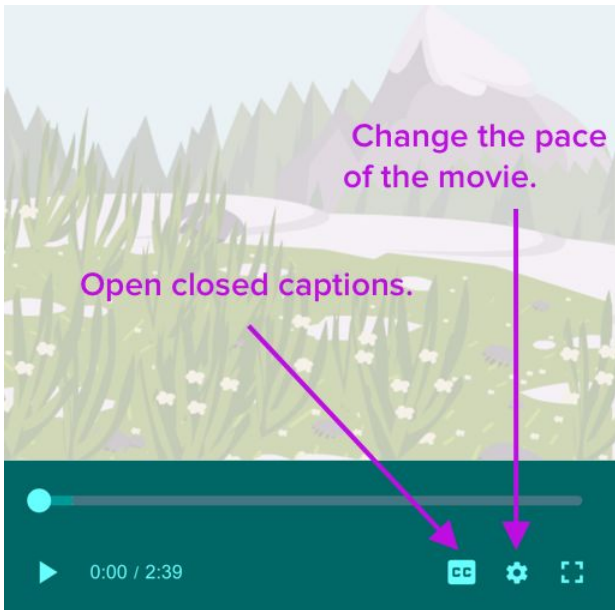 Change the pace
of the movie.
Open closed captions.
0:00 / 2:39
CC